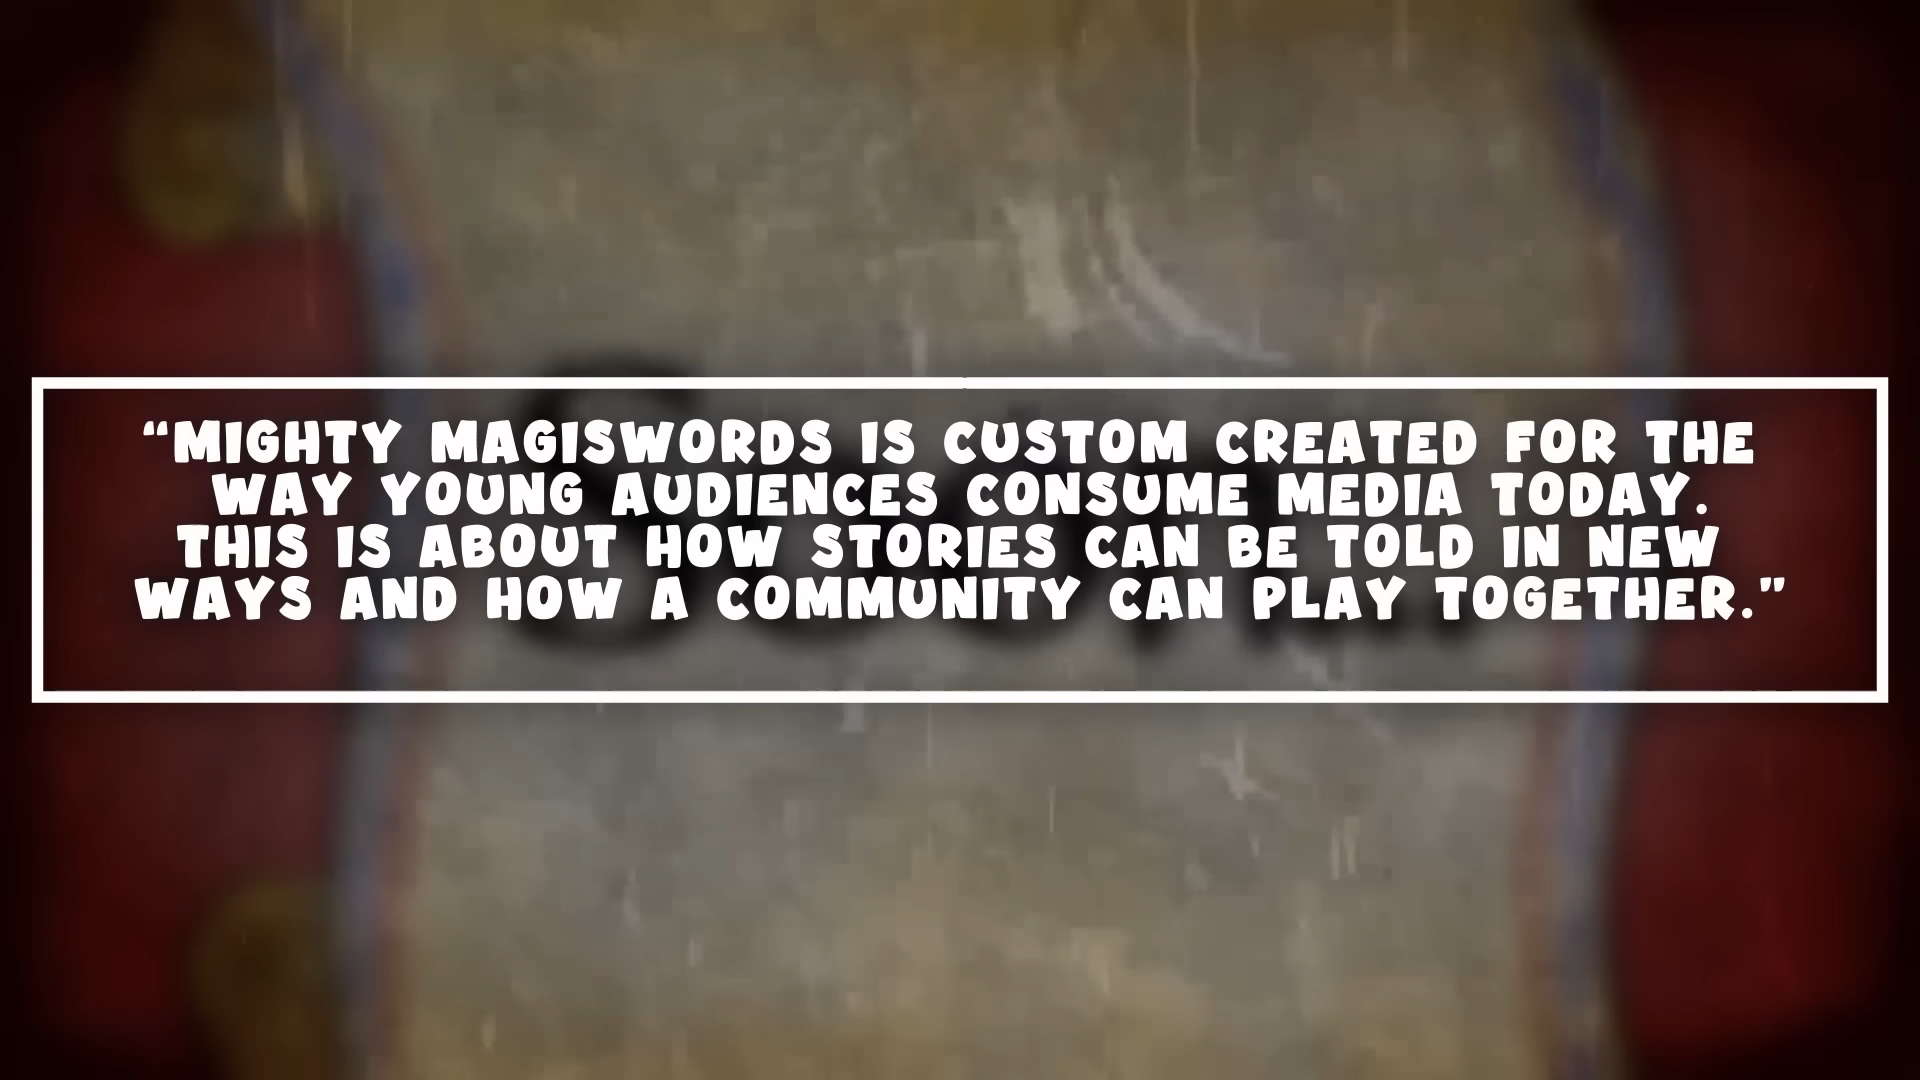 “MIGHTY MAGISWORDS IS CUSTOM CREATED FOR THE
WAY YOUNG AUDIENCES CONSUME MEDIA TODAY.
THIS IS ABOUT HOW STORIES CAN BE TOLD IN NEW
WAYS AND HOW A COMMUNITY CAN PLAY TOGETHER.”